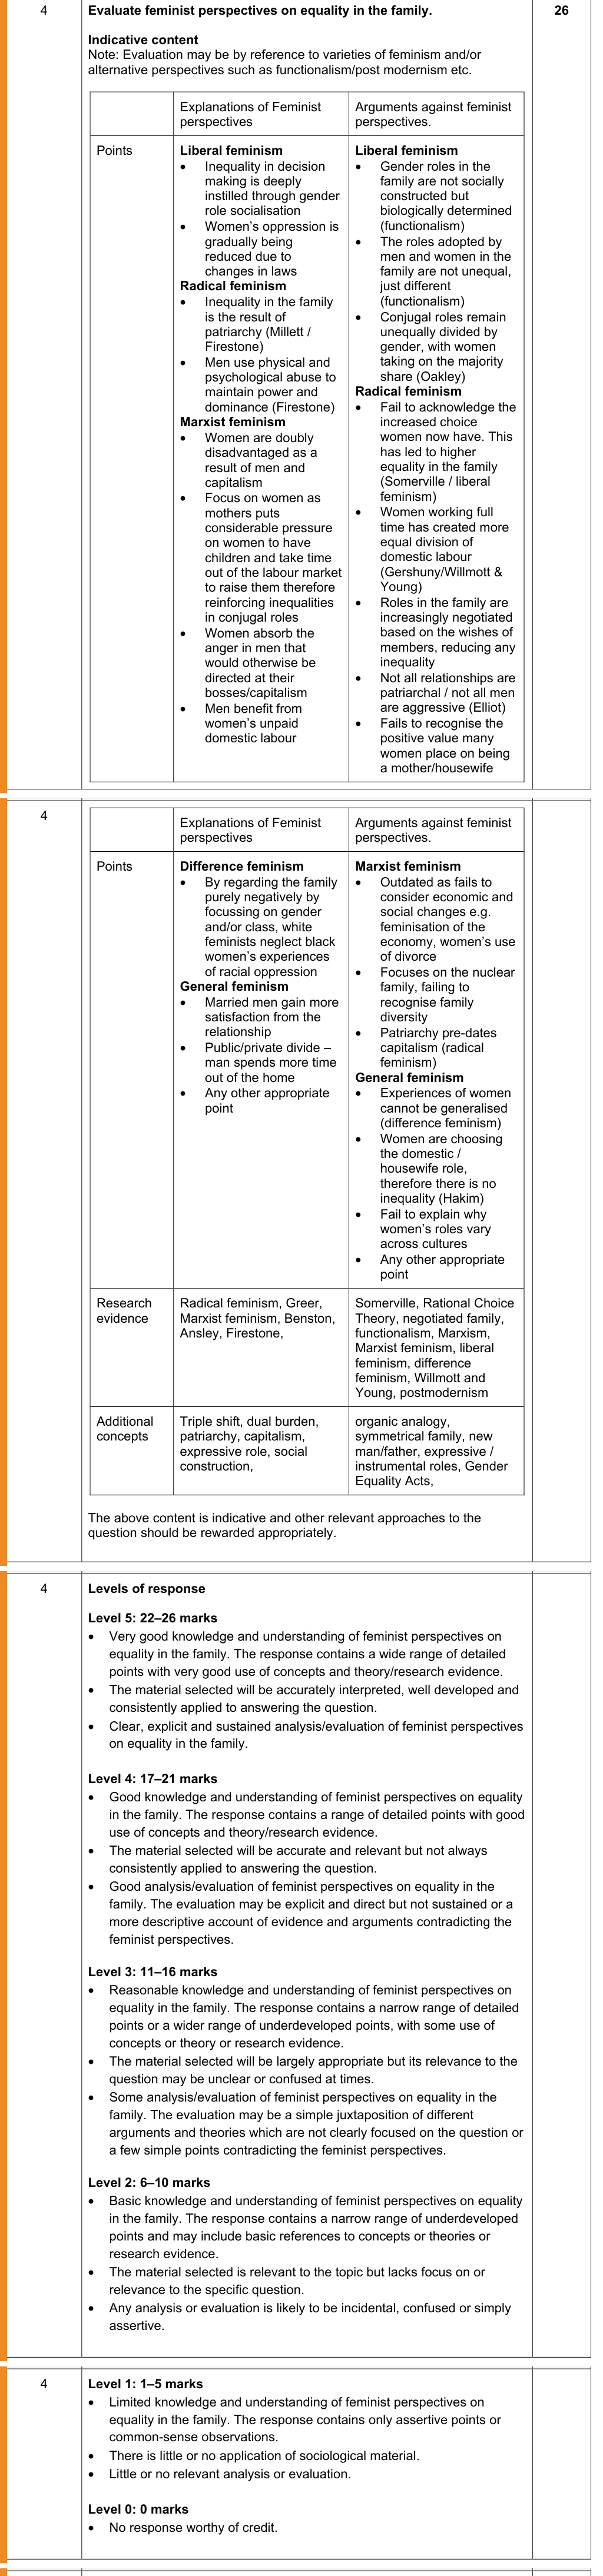 4
Evaluate feminist perspectives on equality in the family.
26
Indicative content
Note: Evaluation may be by reference to varieties of feminism and/or
alternative perspectives such as functionalism/post modernism etc.
Explanations of Feminist
perspectives
Arguments against feminist
perspectives.
Points
Liberal feminism
• Inequality in decision
making is deeply
instilled through gender
role socialisation
• Women's oppression is
gradually being
reduced due to
changes in laws
Radical feminism
• Inequality in the family
is the result of
patriarchy (Millett /
Firestone)
• Men use physical and
psychological abuse to
maintain power and
dominance (Firestone)
Marxist feminism
• Women are doubly
disadvantaged as a
result of men and
capitalism
• Focus on women as
mothers puts
considerable pressure
on women to have
children and take time
out of the labour market
to raise them therefore
reinforcing inequalities
in conjugal roles
• Women absorb the
anger in men that
would otherwise be
directed at their
bosses/capitalism
• Men benefit from
women's unpaid
domestic labour
Liberal feminism
• Gender roles in the
family are not socially
constructed but
biologically determined
(functionalism)
• The roles adopted by
men and women in the
family are not unequal,
just different
(functionalism)
• Conjugal roles remain
unequally divided by
gender, with women
taking on the majority
share (Oakley)
Radical feminism
• Fail to acknowledge the
increased choice
women now have. This
has led to higher
equality in the family
(Somerville / liberal
feminism)
• Women working full
time has created more
equal division of
domestic labour
(Gershuny/Willmott &
Young)
• Roles in the family are
increasingly negotiated
based on the wishes of
members, reducing any
inequality
• Not all relationships are
patriarchal / not all men
are aggressive (Elliot)
• Fails to recognise the
positive value many
women place on being
a mother/housewife
4
Explanations of Feminist
perspectives
Arguments against feminist
perspectives.
Points
Difference feminism
• By regarding the family
purely negatively by
focussing on gender
and/or class, white
feminists neglect black
women's experiences
of racial oppression
General feminism
• Married men gain more
satisfaction from the
relationship
• Public/private divide –
man spends more time
out of the home
• Any other appropriate
point
Marxist feminism
• Outdated as fails to
consider economic and
social changes e.g.
feminisation of the
economy, women's use
of divorce
• Focuses on the nuclear
family, failing to
recognise family
diversity
• Patriarchy pre-dates
capitalism (radical
feminism)
General feminism
• Experiences of women
cannot be generalised
(difference feminism)
• Women are choosing
the domestic /
housewife role,
therefore there is no
inequality (Hakim)
• Fail to explain why
women's roles vary
across cultures
• Any other appropriate
point
Research
evidence
Radical feminism, Greer,
Marxist feminism, Benston,
Ansley, Firestone,
Somerville, Rational Choice
Theory, negotiated family,
functionalism, Marxism,
Marxist feminism, liberal
feminism, difference
feminism, Willmott and
Young, postmodernism
Additional
concepts
Triple shift, dual burden,
patriarchy, capitalism,
expressive role, social
construction,
organic analogy,
symmetrical family, new
man/father, expressive /
instrumental roles, Gender
Equality Acts,
The above content is indicative and other relevant approaches to the
question should be rewarded appropriately.
4
Levels of response
Level 5: 22–26 marks
• Very good knowledge and understanding of feminist perspectives on
equality in the family. The response contains a wide range of detailed
points with very good use of concepts and theory/research evidence.
• The material selected will be accurately interpreted, well developed and
consistently applied to answering the question.
• Clear, explicit and sustained analysis/evaluation of feminist perspectives
on equality in the family.
Level 4: 17–21 marks
• Good knowledge and understanding of feminist perspectives on equality
in the family. The response contains a range of detailed points with good
use of concepts and theory/research evidence.
• The material selected will be accurate and relevant but not always
consistently applied to answering the question.
• Good analysis/evaluation of feminist perspectives on equality in the
family. The evaluation may be explicit and direct but not sustained or a
more descriptive account of evidence and arguments contradicting the
feminist perspectives.
Level 3: 11–16 marks
• Reasonable knowledge and understanding of feminist perspectives on
equality in the family. The response contains a narrow range of detailed
points or a wider range of underdeveloped points, with some use of
concepts or theory or research evidence.
• The material selected will be largely appropriate but its relevance to the
question may be unclear or confused at times.
• Some analysis/evaluation of feminist perspectives on equality in the
family. The evaluation may be a simple juxtaposition of different
arguments and theories which are not clearly focused on the question or
a few simple points contradicting the feminist perspectives.
Level 2: 6–10 marks
• Basic knowledge and understanding of feminist perspectives on equality
in the family. The response contains a narrow range of underdeveloped
points and may include basic references to concepts or theories or
research evidence.
• The material selected is relevant to the topic but lacks focus on or
relevance to the specific question.
• Any analysis or evaluation is likely to be incidental, confused or simply
assertive.
4
Level 1: 1–5 marks
• Limited knowledge and understanding of feminist perspectives on
equality in the family. The response contains only assertive points or
common-sense observations.
• There is little or no application of sociological material.
• Little or no relevant analysis or evaluation.
Level 0: 0 marks
• No response worthy of credit.